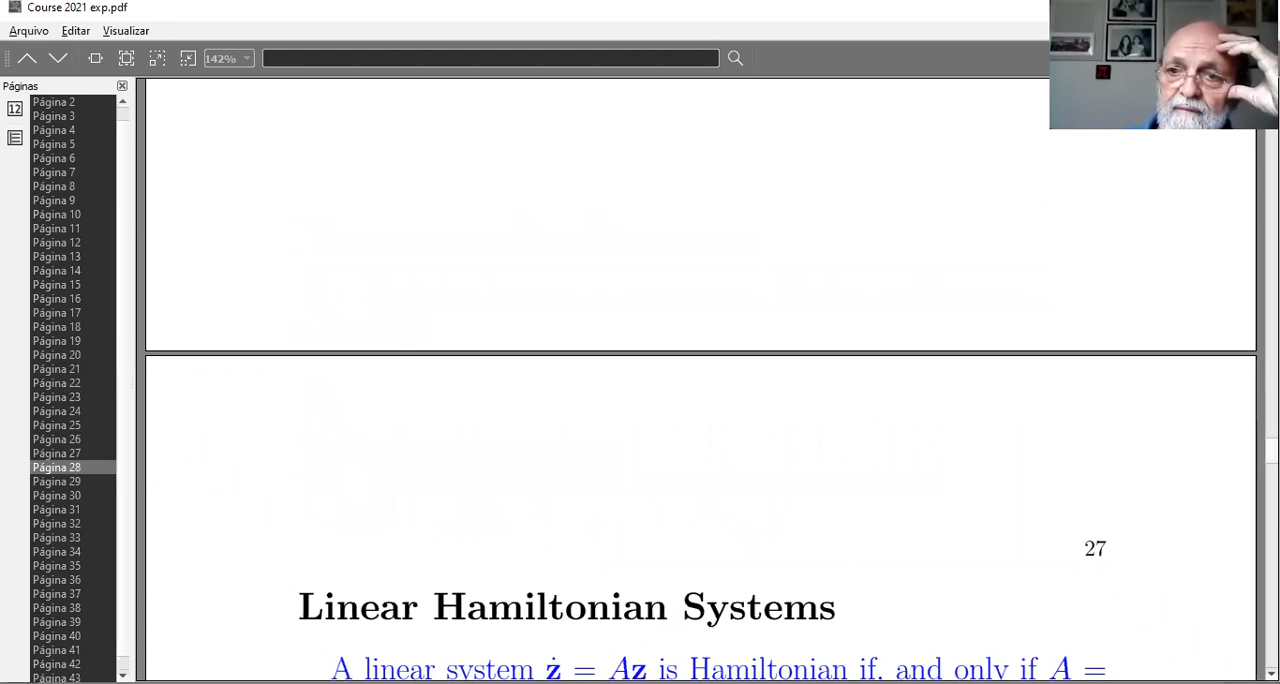 Course 2021 exp.pdf
Arquivo Editar Visualizar
142%
Páginas
12
Página 2
Página 3
Página 4
Página 5
Página 6
Página 7
Página 8
Página 9
Página 10
Página 11
Página 12
Página 13
Página 14
Página 15
Página 16
Página 17
Página 18
Página 19
Página 20
Página 21
Página 22
Página 23
Página 24
Página 25
Página 26
Página 27
Página 28
Página 29
Página 30
Página 31
Página 32
Página 33
Página 34
Página 35
Página 36
Página 37
Página 38
Página 39
Página 40
Página 41
Página 42
Página 43
27
Linear Hamiltonian Systems
A linear system ż = Az is Hamiltonian if, and only if A =